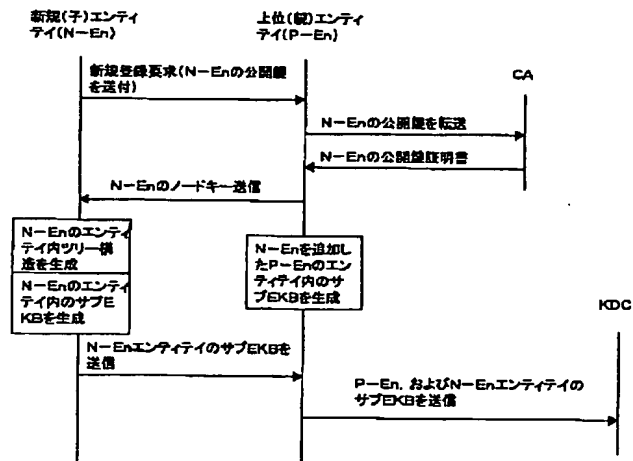 新規(子)エンティ
テイ(N-En)
上位(親)エンティ
テイ(P-En)
新規登録要求(N-Enの公開鍵
を送付)
CA
N-Enの公開鍵を転送
N-Enの公開鍵証明書
N-Enのノードキー送信
N-Enのエンティ
テイ内ツリー構
造を生成
N-Enを追加し
たP-Enのエン
ティテイ内のサ
ブEKBを生成
N-Enのエンティ
テイ内のサブE
KBを生成
KDC
N-EnエンティテイのサブEKBを
送信
P-En、およびN-Enエンティテイの
サブEKBを送信